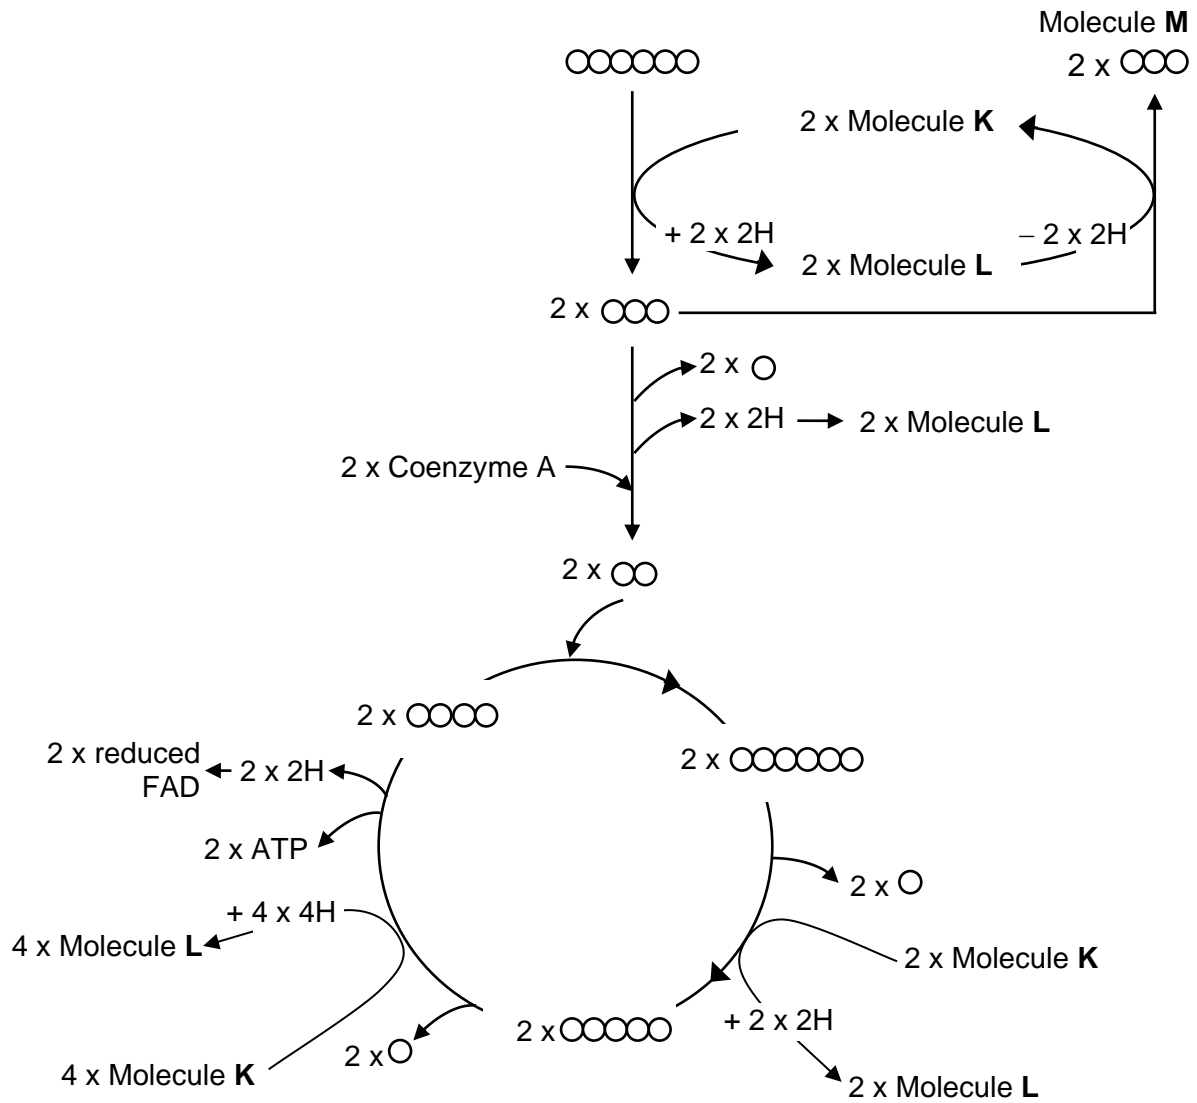 Molecule M
2 x
2 x Molecule K
+ 2 x 2H
– 2 x 2H
2 x Molecule L
2 x
2 x
2 x 2H
2 x Molecule L
2 x Coenzyme A
2 x
2 x
2 x
2 x reduced
FAD
2 x 2H
2 x ATP
2 x
+ 4 x 4H
4 x Molecule L
2 x Molecule K
+ 2 x 2H
2 x
2 x
4 x Molecule K
2 x Molecule L